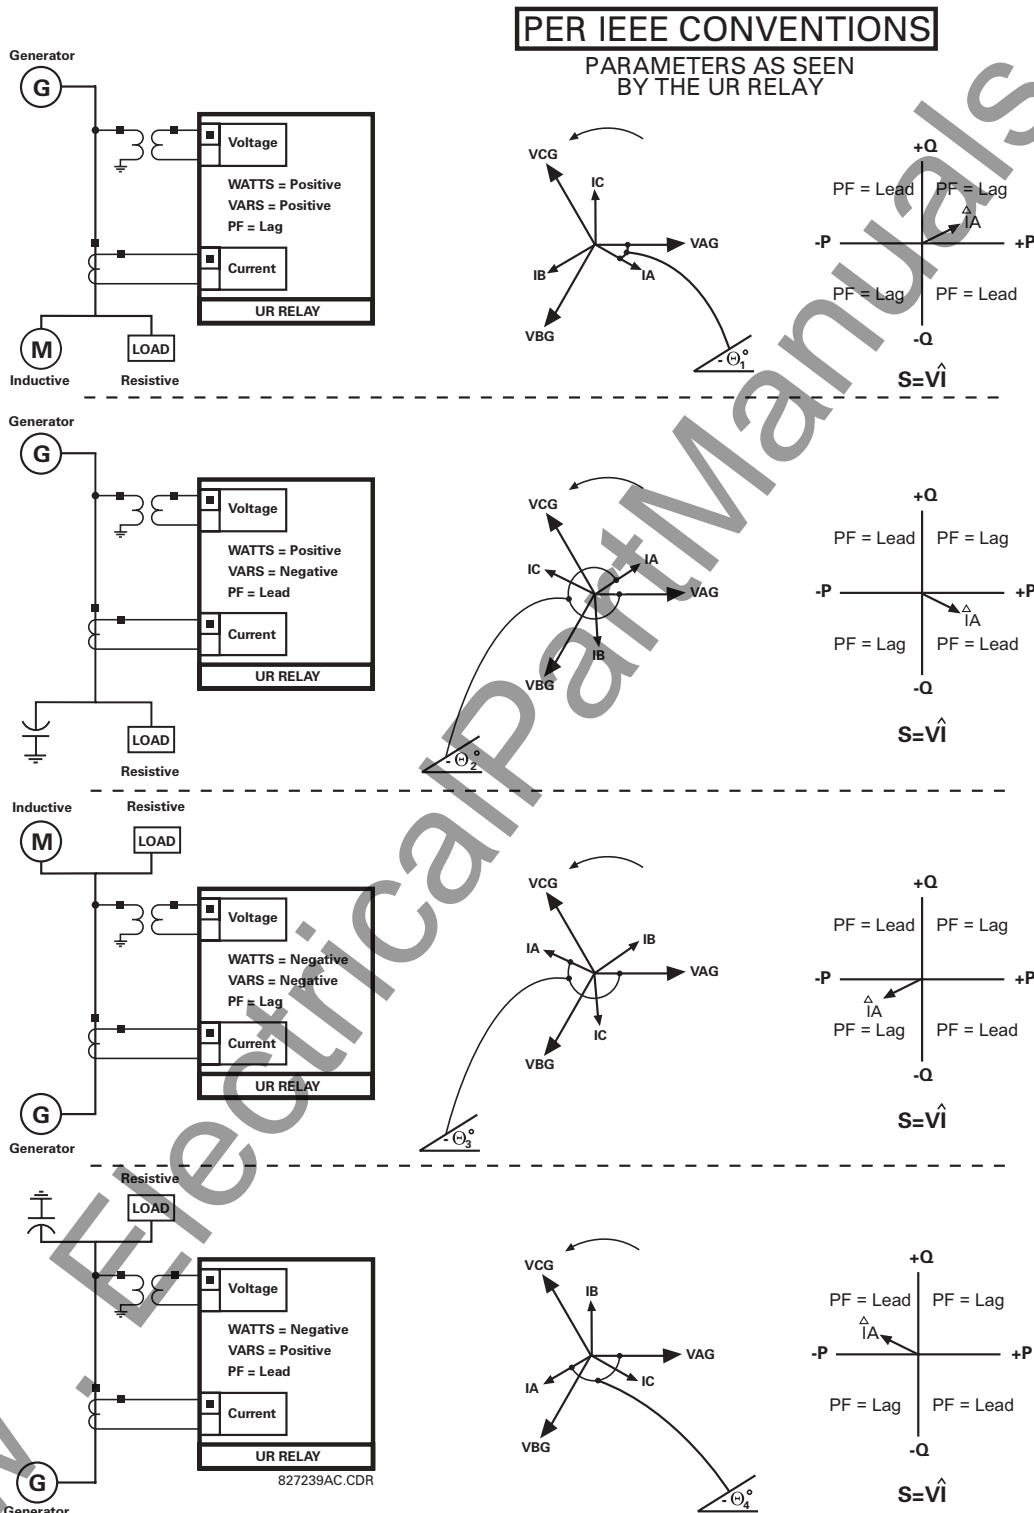 PER IEEE CONVENTIONS
PARAMETERS AS SEEN
BY THE UR RELAY
Generator
G
Voltage
WATTS = Positive
VARS = Positive
PF = Lag
Current
UR RELAY
M
LOAD
Inductive
Resistive
VCG
IC
VAG
IB
IA
VBG
- Θ1°
+Q
PF = Lead
PF = Lag
IA
-P
+P
PF = Lag
PF = Lead
-Q
S=VÎ
Generator
G
Voltage
WATTS = Positive
VARS = Negative
PF = Lead
Current
UR RELAY
LOAD
Resistive
VCG
IC
IA
VAG
IB
VBG
- Θ2°
+Q
PF = Lead
PF = Lag
-P
+P
IA
PF = Lag
PF = Lead
-Q
S=VÎ
Inductive
Resistive
M
LOAD
Voltage
WATTS = Negative
VARS = Negative
PF = Lag
Current
UR RELAY
G
Generator
VCG
IA
IB
VAG
IC
VBG
- Θ3°
+Q
PF = Lead
PF = Lag
-P
+P
IA
PF = Lag
PF = Lead
-Q
S=VÎ
Resistive
LOAD
Voltage
WATTS = Negative
VARS = Positive
PF = Lead
Current
UR RELAY
827239AC.CDR
G
Generator
VCG
IB
VAG
IA
IC
VBG
- Θ4°
+Q
PF = Lead
PF = Lag
IA
-P
+P
PF = Lag
PF = Lead
-Q
S=VÎ
. ElectricalPartManuals